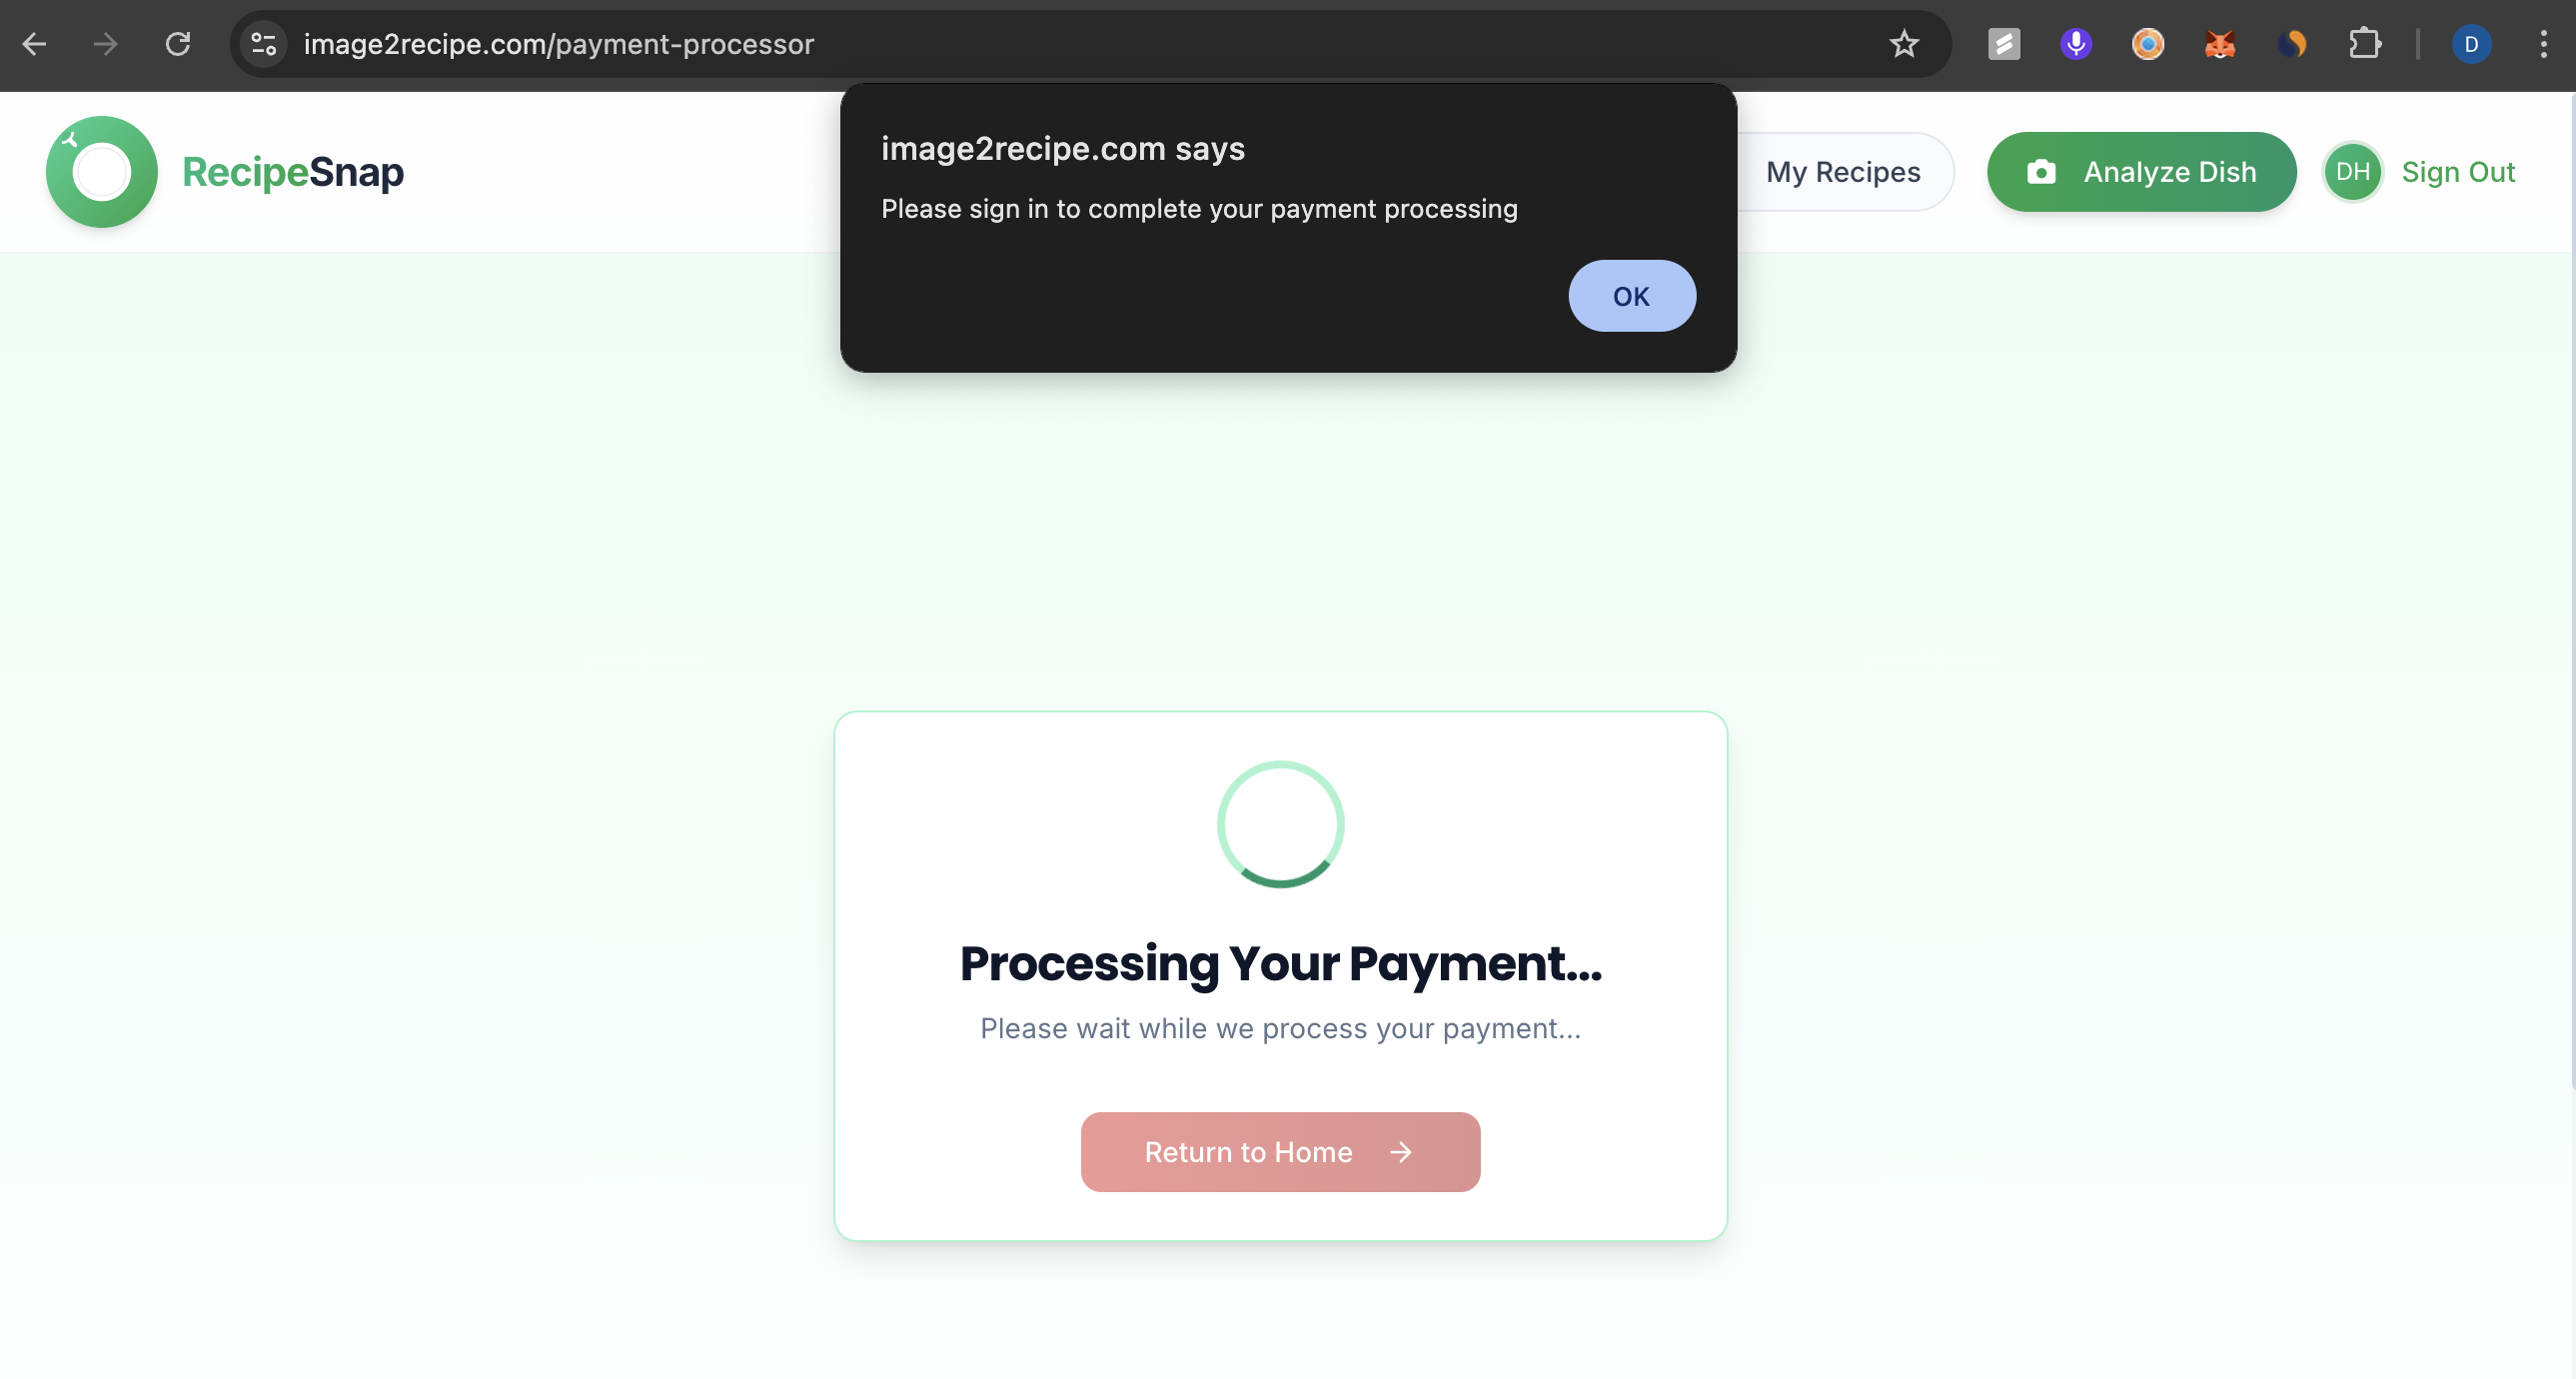 image2recipe.com/payment-processor
D
image2recipe.com says
Please sign in to complete your payment processing
OK
RecipeSnap
My Recipes
Analyze Dish
DH
Sign Out
Processing Your Payment...
Please wait while we process your payment...
Return to Home →